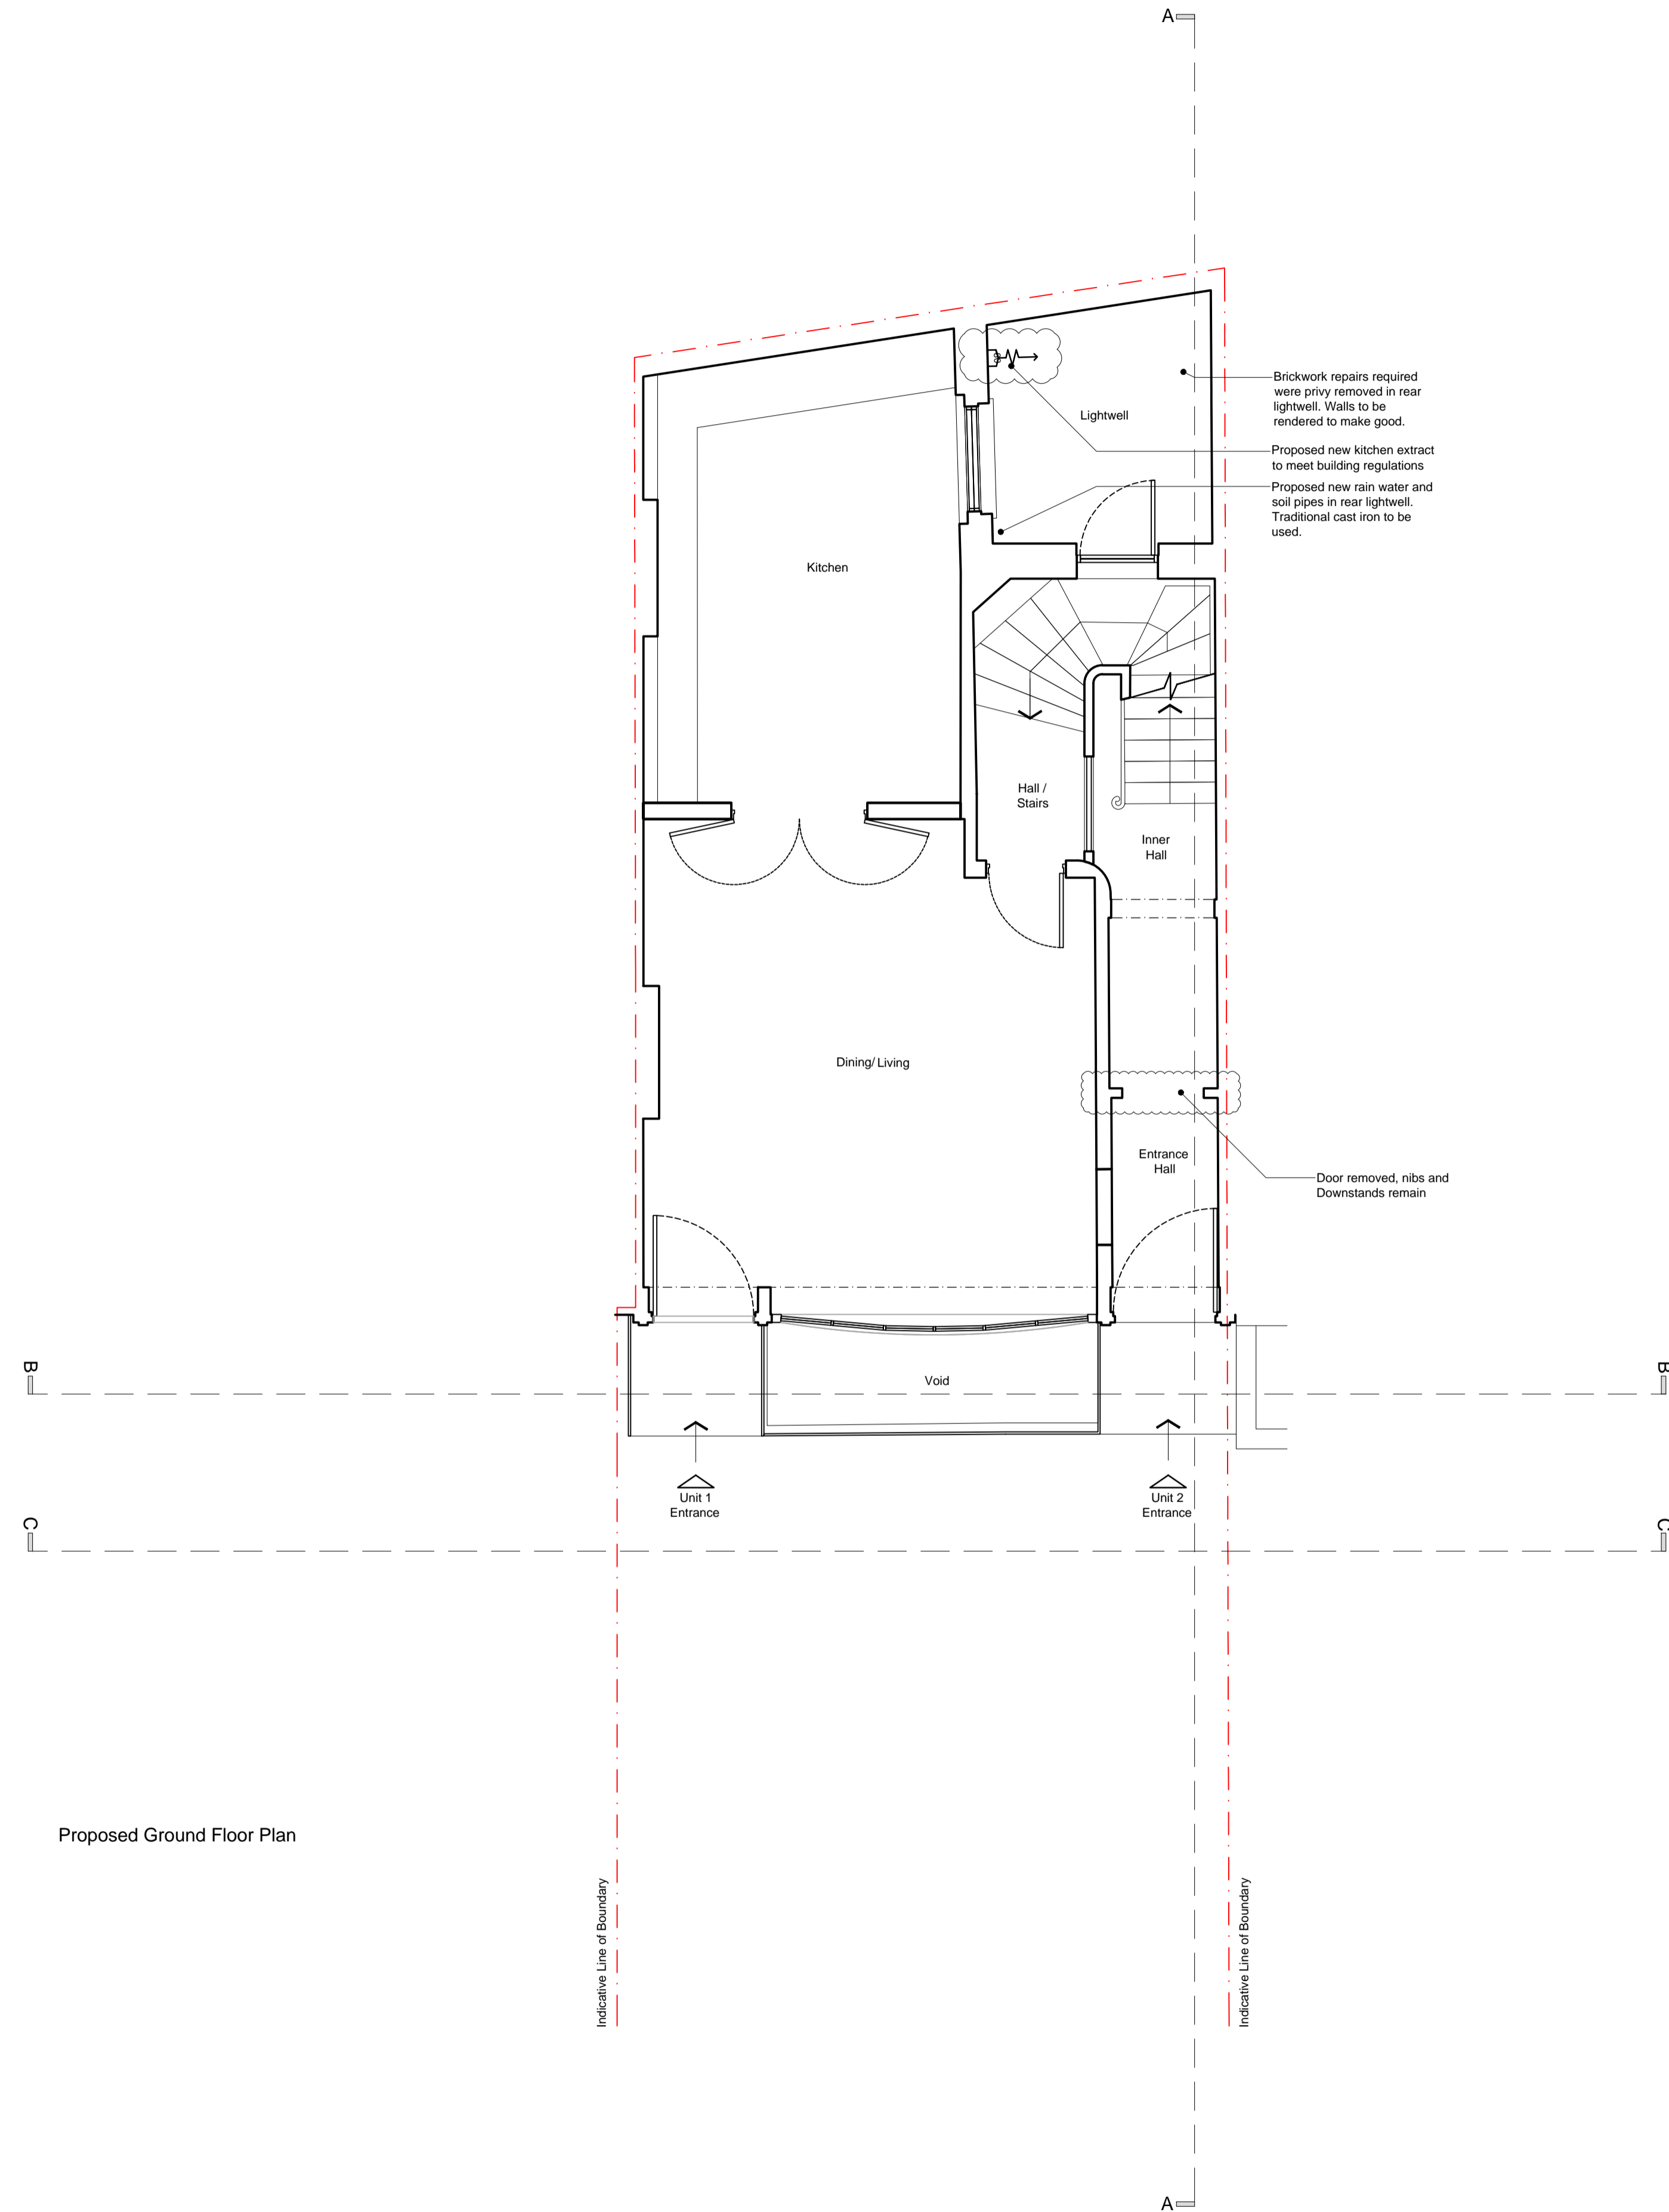 A
Brickwork repairs required
were privy removed in rear
lightwell. Walls to be
rendered to make good.
Lightwell
Proposed new kitchen extract
to meet building regulations
Proposed new rain water and
soil pipes in rear lightwell.
Traditional cast iron to be
used.
Kitchen
Hall /
Stairs
Inner
Hall
Dining/ Living
Entrance
Hall
Door removed, nibs and
Downstands remain
B
B
Void
Unit 1
Entrance
Unit 2
Entrance
C
C
Proposed Ground Floor Plan
Indicative Line of Boundary
Indicative Line of Boundary
A